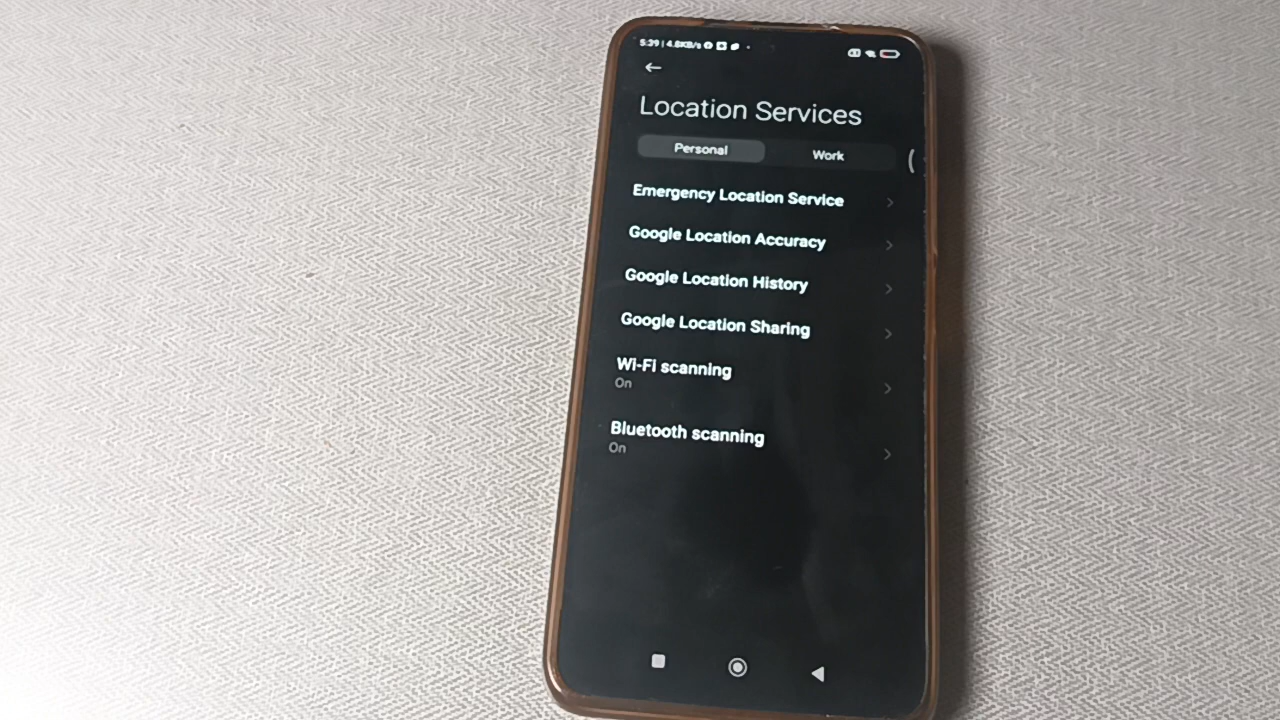 5:39 | 4.8KB/s
Location Services
Personal
Work
Emergency Location Service
Google Location Accuracy
Google Location History
Google Location Sharing
Wi-Fi scanning
On
Bluetooth scanning
On